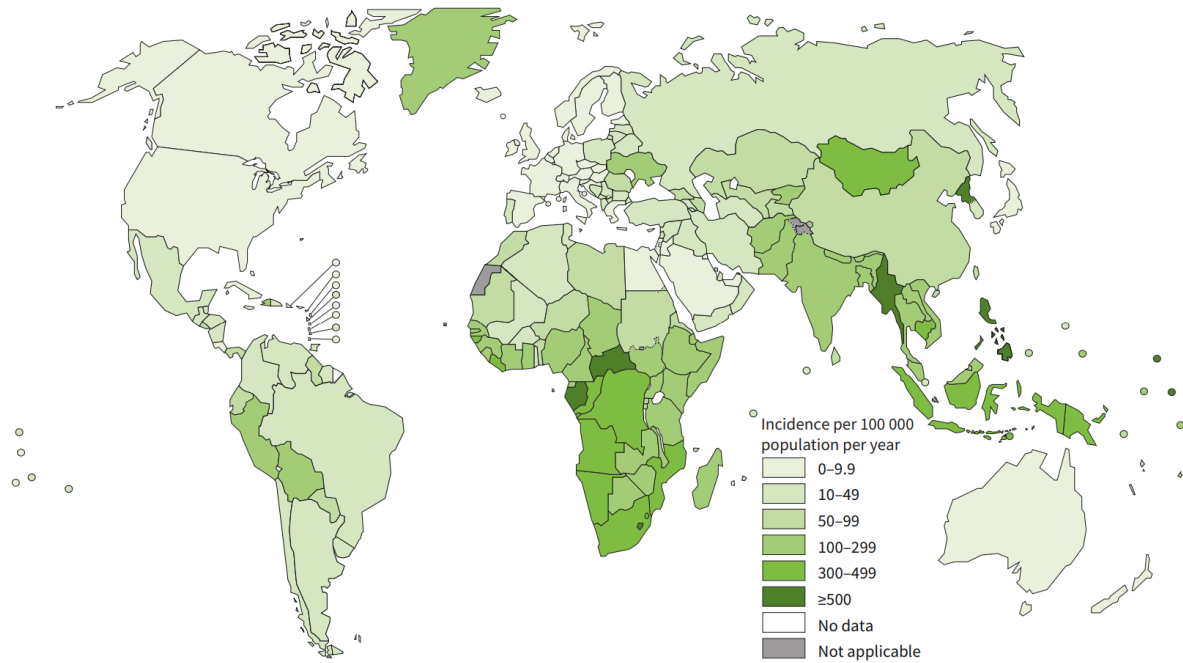 Incidence per 100 000
population per year
0–9.9
10–49
50–99
100–299
300–499
≥500
No data
Not applicable